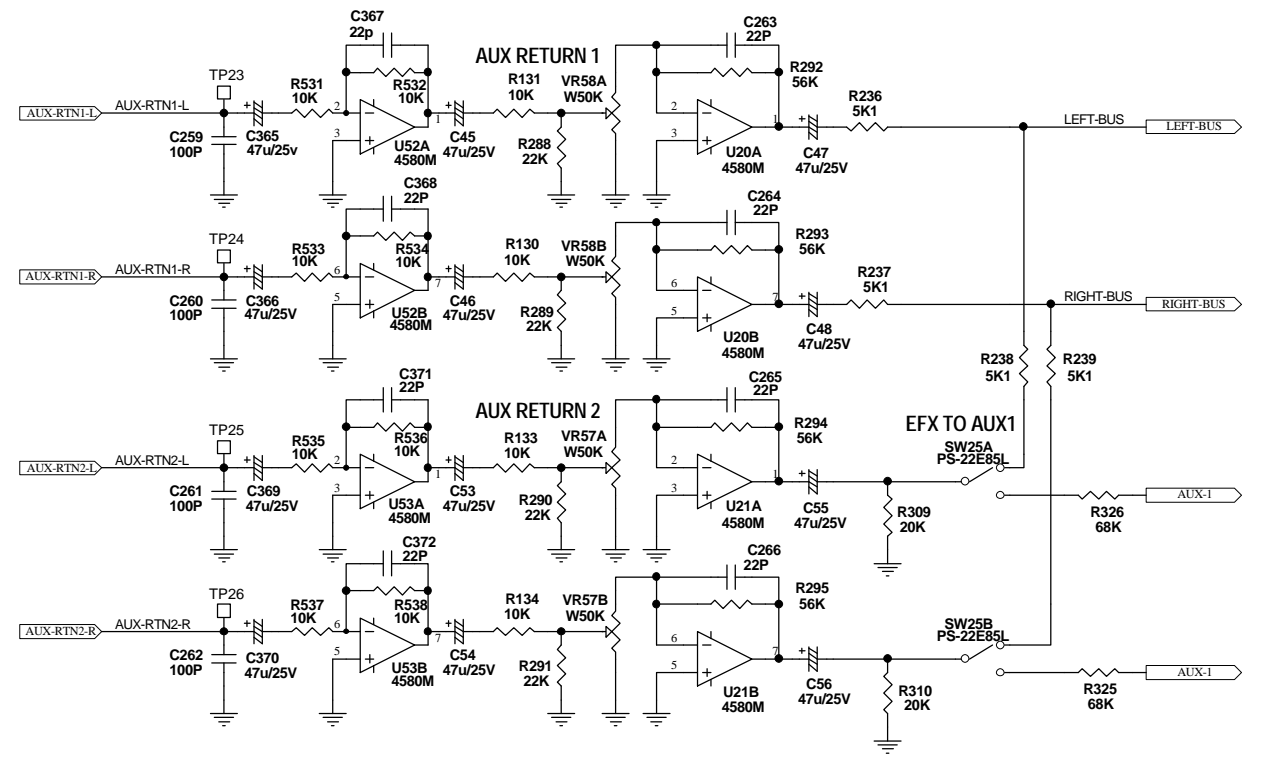 AUX RETURN 1
AUX-RTN1-L
AUX-RTN1-L
TP23
C259
100P
C365
47u/25v
R531
10K
C367
22p
R532
10K
2
3
1
U52A
4580M
C45
47u/25V
R131
10K
R288
22K
VR58A
W50K
C263
22P
R292
56K
2
3
1
U20A
4580M
C47
47u/25V
R236
5K1
LEFT-BUS
LEFT-BUS
AUX-RTN1-R
AUX-RTN1-R
TP24
C260
100P
C366
47u/25V
R533
10K
C368
22P
R534
10K
6
5
7
U52B
4580M
C46
47u/25V
R130
10K
R289
22K
VR58B
W50K
C264
22P
R293
56K
6
5
7
U20B
4580M
C48
47u/25V
R237
5K1
RIGHT-BUS
RIGHT-BUS
R238
5K1
R239
5K1
AUX RETURN 2
AUX-RTN2-L
AUX-RTN2-L
TP25
C261
100P
C369
47u/25V
R535
10K
C371
22P
R536
10K
2
3
1
U53A
4580M
C53
47u/25V
R133
10K
R290
22K
VR57A
W50K
C265
22P
R294
56K
2
3
1
U21A
4580M
C55
47u/25V
R309
20K
EFX TO AUX1
SW25A
PS-22E85L
R326
68K
AUX-1
AUX-RTN2-R
AUX-RTN2-R
TP26
C262
100P
C370
47u/25V
R537
10K
C372
22P
R538
10K
6
5
7
U53B
4580M
C54
47u/25V
R134
10K
R291
22K
VR57B
W50K
C266
22P
R295
56K
6
5
7
U21B
4580M
C56
47u/25V
R310
20K
SW25B
PS-22E85L
R325
68K
AUX-1